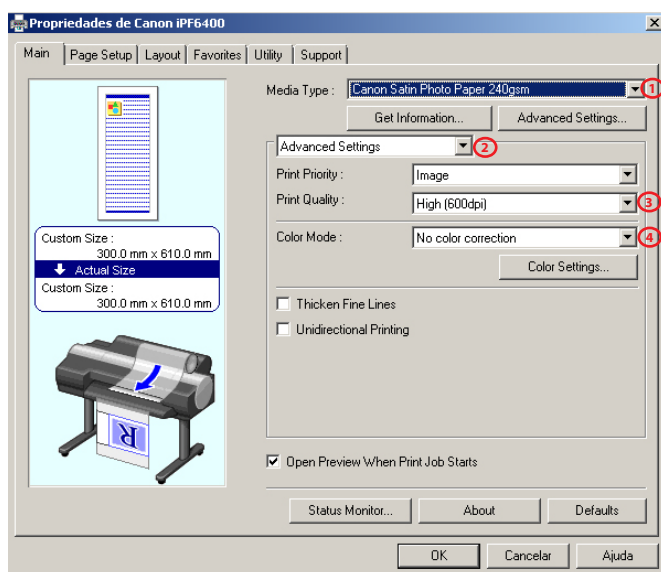 Propriedades de Canon iPF6400
Main Page Setup Layout Favorites Utility Support
Media Type : Canon Satin Photo Paper 240gsm 1
Get Information... Advanced Settings...
Advanced Settings 2
Print Priority : Image
Print Quality : High (600dpi) 3
Color Mode : No color correction 4
Color Settings...
Thicken Fine Lines
Unidirectional Printing
Custom Size :
300.0 mm x 610.0 mm
Actual Size
Custom Size :
300.0 mm x 610.0 mm
R
Open Preview When Print Job Starts
Status Monitor... About Defaults
OK Cancelar Ajuda